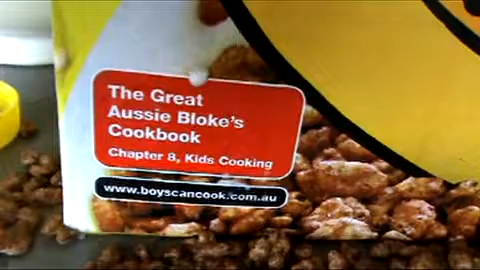 The Great
Aussie Bloke's
Cookbook
Chapter 8, Kids Cooking
www.boyscancook.com.au